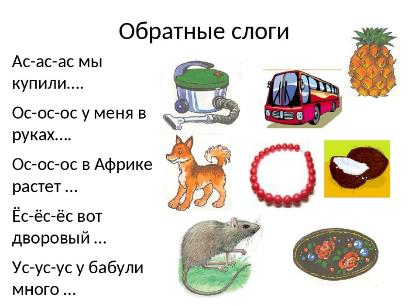 Обратные слоги
Ас-ас-ас мы
купили….
Ос-ос-ос у меня в
руках….
Ос-ос-ос в Африке
растет …
Ёс-ёс-ёс вот
дворовый …
Ус-ус-ус у бабули
много …